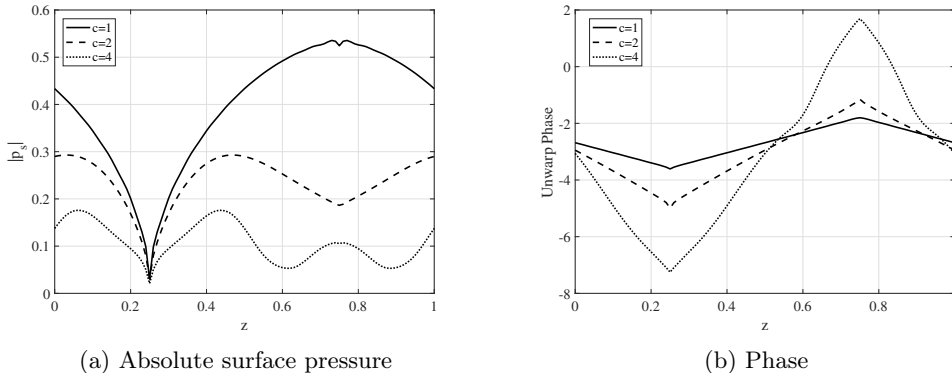 0.6
0.5
0.4
0.3
0.2
0.1
0
|p_s|
c=1
c=2
c=4
0 0.2 0.4 0.6 0.8 1
z
(a) Absolute surface pressure
2
0
-2
-4
-6
-8
Unwarp Phase
c=1
c=2
c=4
0 0.2 0.4 0.6 0.8
z
(b) Phase